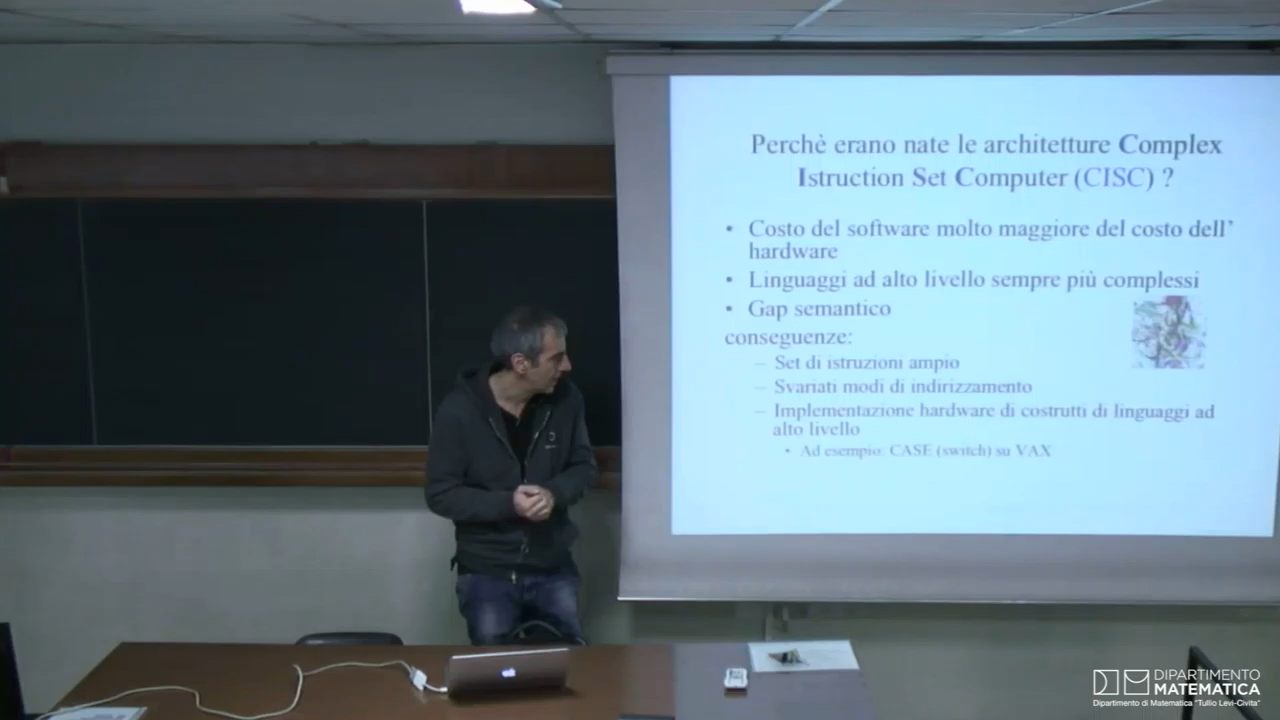 Perchè erano nate le architetture Complex
Istruction Set Computer (CISC) ?
• Costo del software molto maggiore del costo dell’
hardware
• Linguaggi ad alto livello sempre più complessi
• Gap semantico
conseguenze:
– Set di istruzioni ampio
– Svariati modi di indirizzamento
– Implementazione hardware di costrutti di linguaggi ad
alto livello
• Ad esempio: CASE (switch) su VAX
DIPARTIMENTO
MATEMATICA
Dipartimento di Matematica "Tullio Levi-Civita"